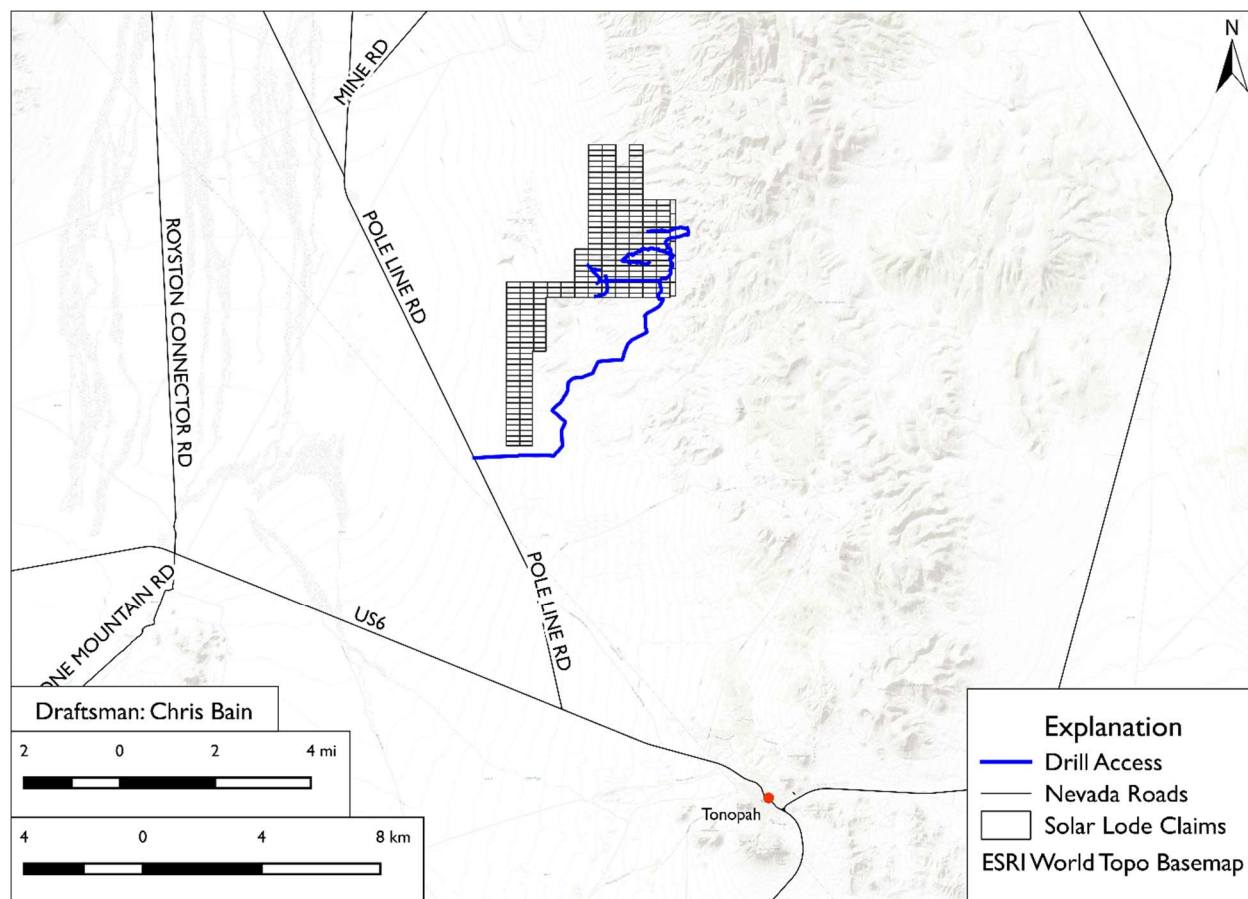 N
MINE RD
POLE LINE RD
ROYSTON CONNECTOR RD
POLE LINE RD
US6
ONE MOUNTAIN RD
Tonopah
Draftsman: Chris Bain
2 0 2 4 mi
4 0 4 8 km
Explanation
Drill Access
Nevada Roads
Solar Lode Claims
ESRI World Topo Basemap